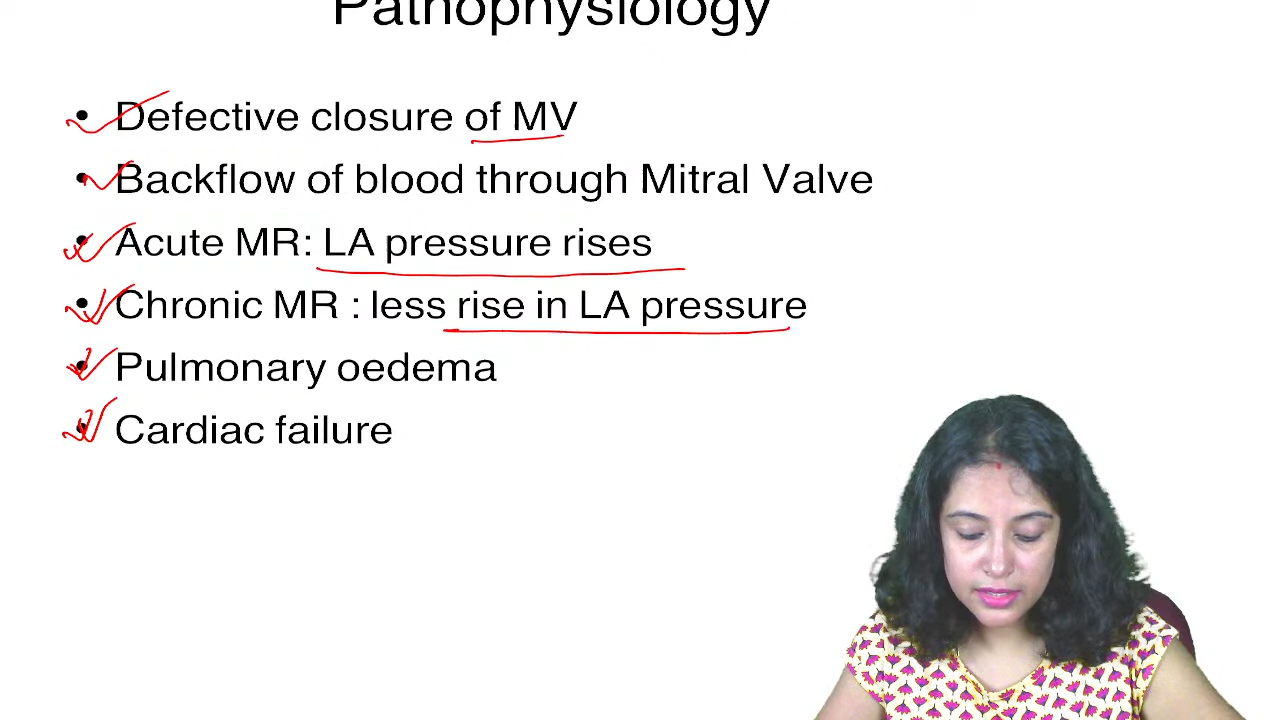 Pathophysiology
• Defective closure of MV
• Backflow of blood through Mitral Valve
• Acute MR: LA pressure rises
• Chronic MR : less rise in LA pressure
• Pulmonary oedema
• Cardiac failure